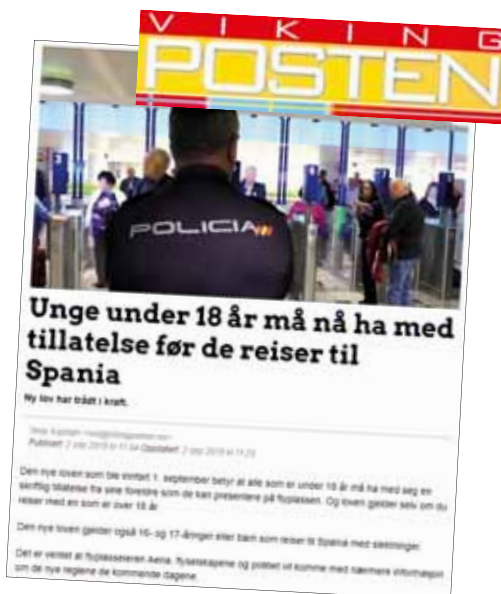 VIKING
POSTEN
POLICIA
Unge under 18 år må nå ha med
tillatelse før de reiser til
Spania
Ny lov har trådt i kraft.
Den nye loven som ble innført 1. september betyr at alle som er under 18 år må ha med seg en
skriftlig tillatelse fra sine foreldre som de kan presentere på flyplassen. Og loven gjelder selv om du
reiser med en som er over 18 år.
Den nye loven gjelder også 16- og 17-åringer eller barn som reiser til Spania med slektninger.
Det er ventet at flyplasseieren Aena, flyselskapene og politiet vil komme med nærmere informasjon
om de nye reglene de kommende dagene.